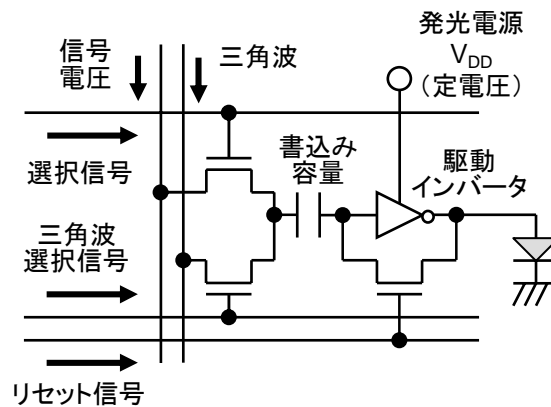 信号
電圧
三角波
発光電源
V_DD
（定電圧）
選択信号
書込み
容量
駆動
インバータ
三角波
選択信号
リセット信号